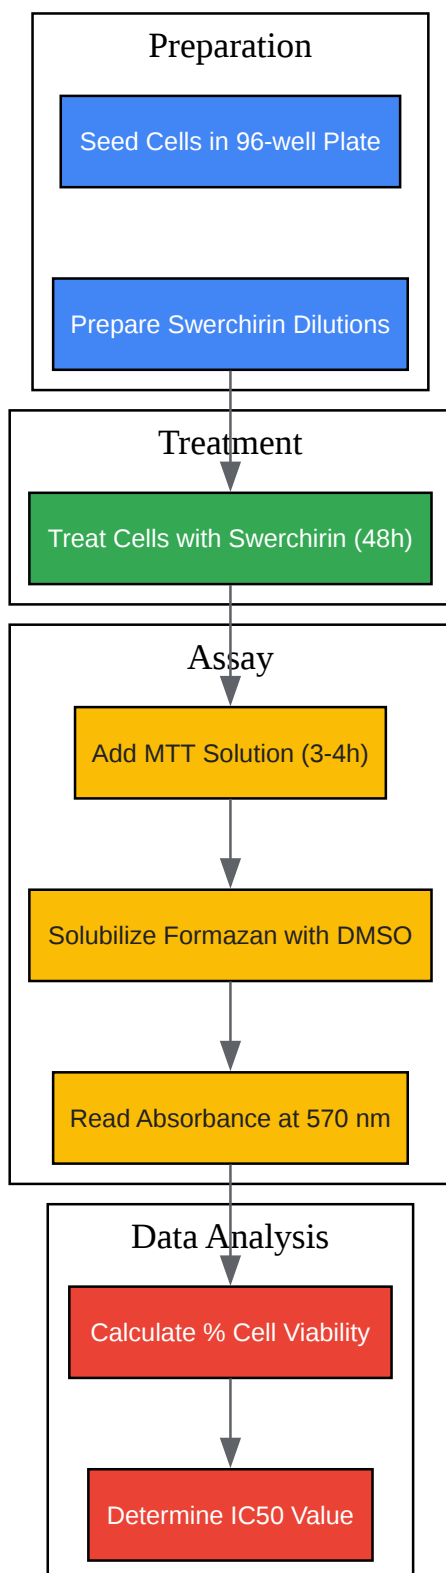 Preparation
Seed Cells in 96-well Plate
Prepare Swerchirin Dilutions
Treatment
Treat Cells with Swerchirin (48h)
Assay
Add MTT Solution (3-4h)
Solubilize Formazan with DMSO
Read Absorbance at 570 nm
Data Analysis
Calculate % Cell Viability
Determine IC50 Value